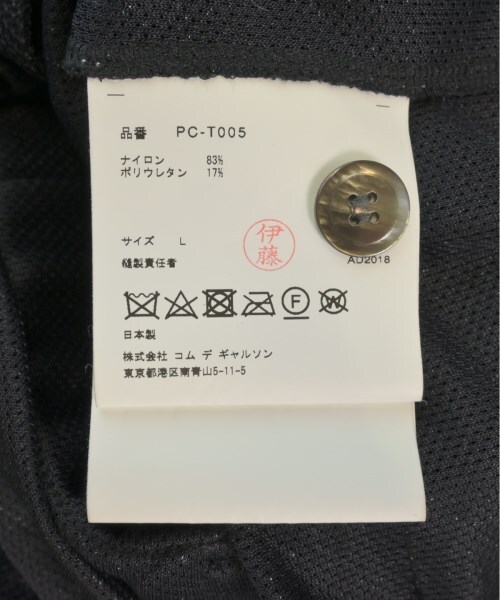 品番 PC-T005
ナイロン 83%
ポリウレタン 17%
サイズ L
伊藤
縫製責任者
AD2018
F
W
日本製
株式会社 コム デ ギャルソン
東京都港区南青山5-11-5